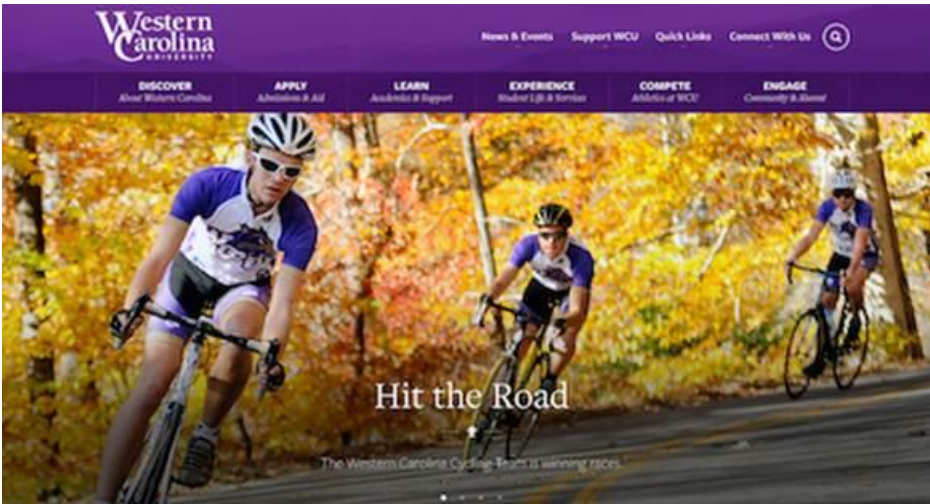 Western
Carolina
UNIVERSITY
News & Events Support WCU Quick Links Connect With Us
DISCOVER APPLY LEARN EXPERIENCE COMPETE ENGAGE
About Western Carolina Admissions & Aid Academics & Support Student Life & Services Athletics at WCU Community & Alumni
Hit the Road
The Western Carolina Cycling Team is winning races.